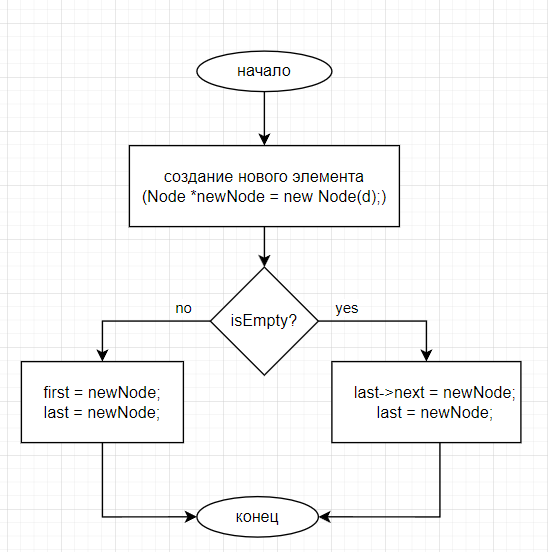 начало
создание нового элемента
(Node *newNode = new Node(d);)
isEmpty?
no
yes
first = newNode;
last = newNode;
last->next = newNode;
last = newNode;
конец